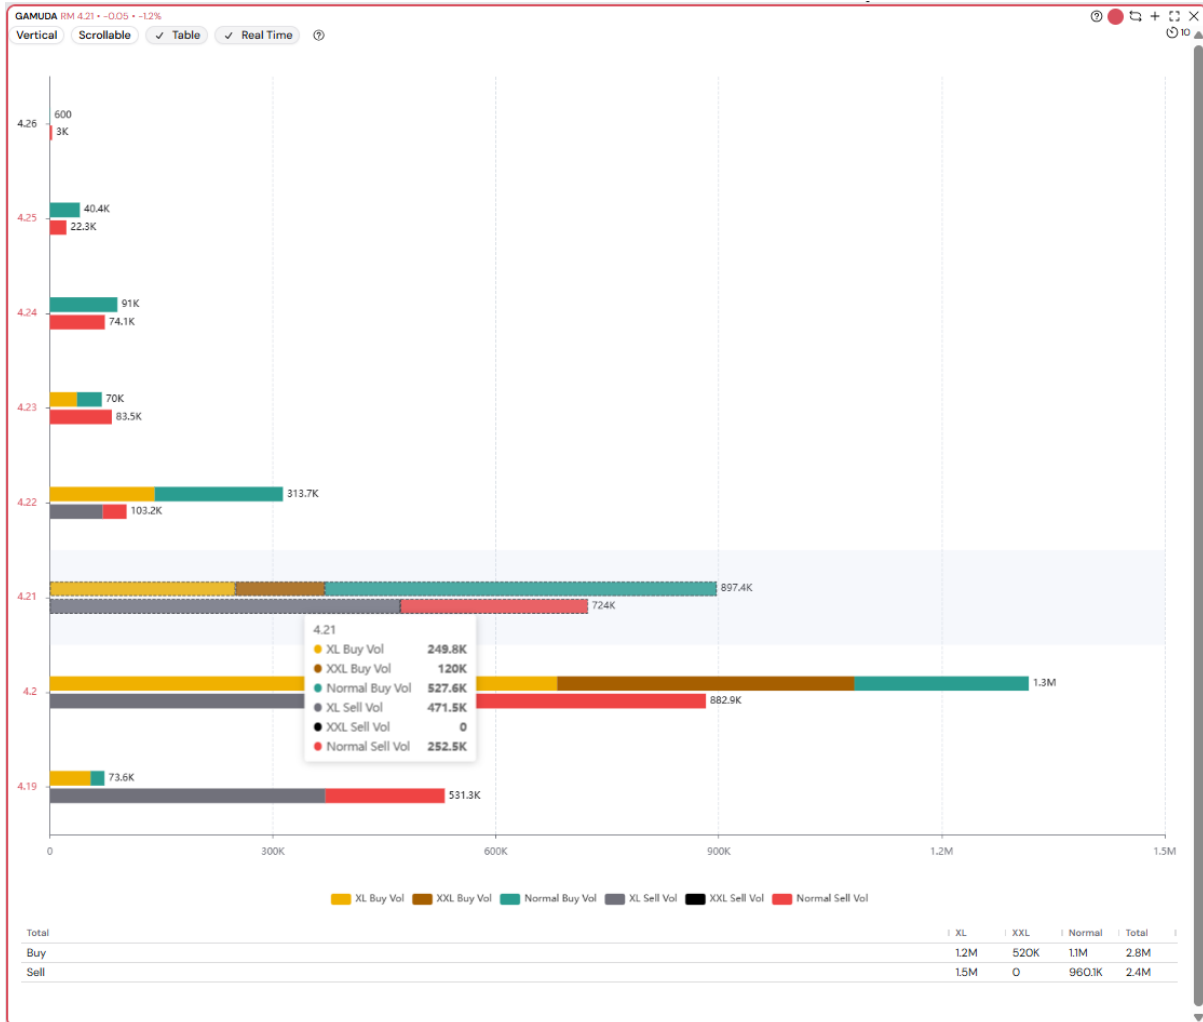 GAMUDA RM 4.21 • -0.05 • -1.2%
Vertical Scrollable ✓ Table ✓ Real Time
10
600
4.26
3K
40.4K
4.25
22.3K
91K
4.24
74.1K
70K
4.23
83.5K
313.7K
4.22
103.2K
897.4K
4.21
724K
4.21
XL Buy Vol 249.8K
XXL Buy Vol 120K
Normal Buy Vol 527.6K
XL Sell Vol 471.5K
XXL Sell Vol 0
Normal Sell Vol 252.5K
1.3M
4.2
882.9K
73.6K
4.19
531.3K
0 300K 600K 900K 1.2M 1.5M
XL Buy Vol XXL Buy Vol Normal Buy Vol XL Sell Vol XXL Sell Vol Normal Sell Vol
Total XL XXL Normal Total
Buy 1.2M 520K 1.1M 2.8M
Sell 1.5M 0 960.1K 2.4M